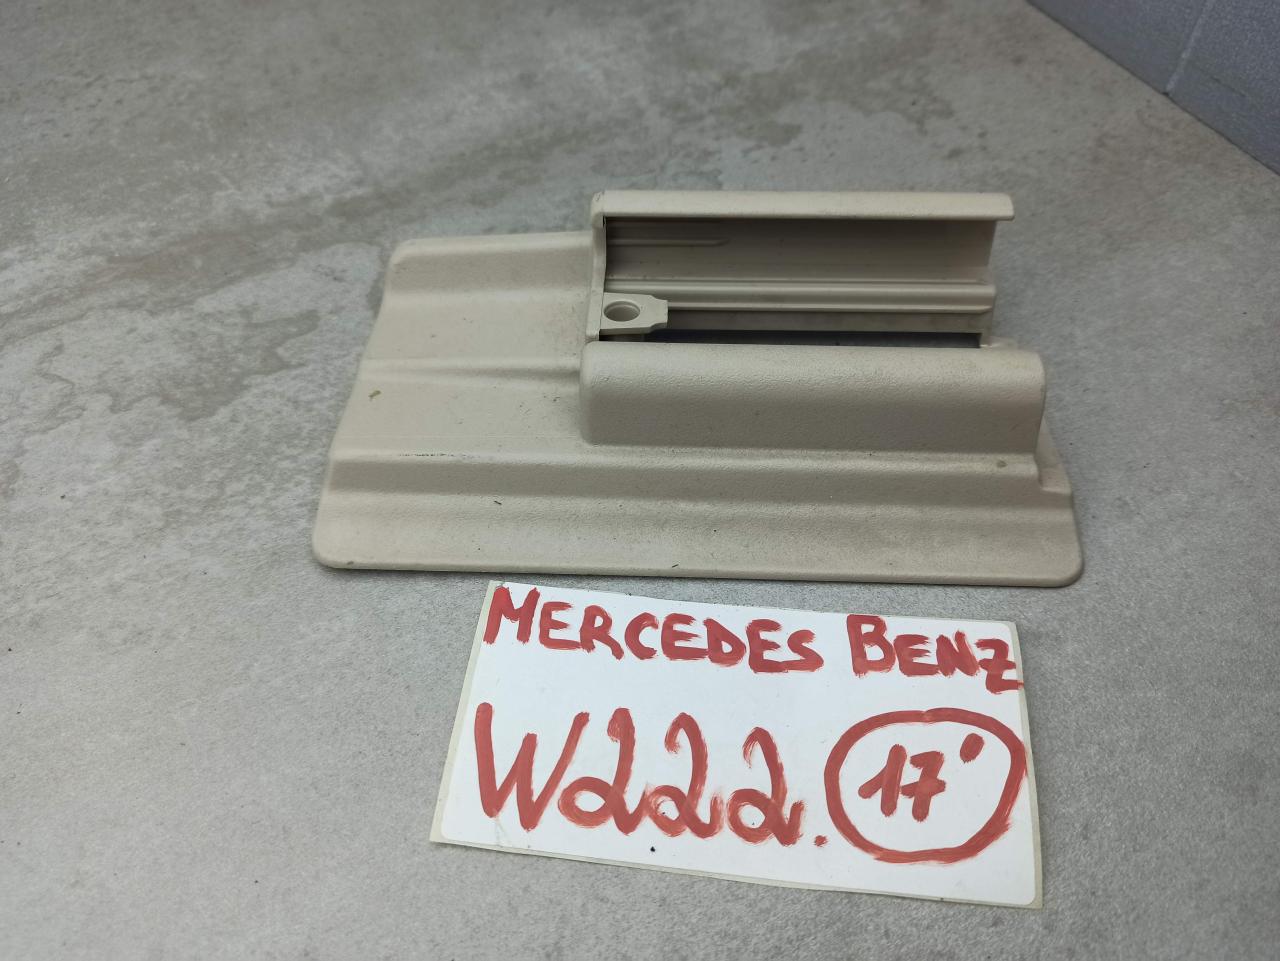 MERCEDES BENZ
W222. 17'